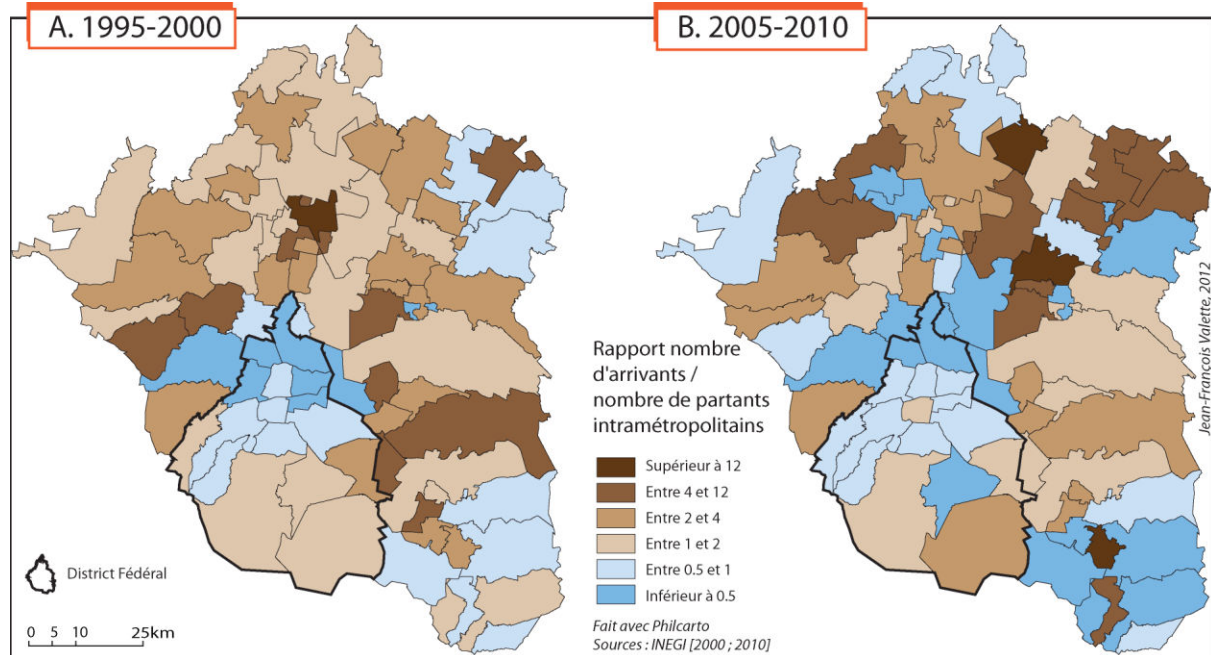 A. 1995-2000
B. 2005-2010
Rapport nombre
d'arrivants /
nombre de partants
intramétropolitains
Supérieur à 12
Entre 4 et 12
Entre 2 et 4
Entre 1 et 2
Entre 0.5 et 1
Inférieur à 0.5
District Fédéral
0 5 10 25km
Fait avec Philcarto
Sources : INEGI [2000 ; 2010]
Jean-Francois Valette, 2012